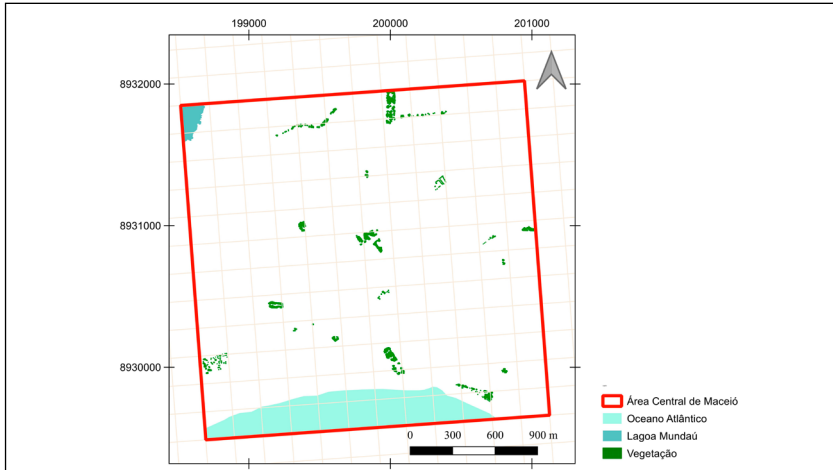 199000 200000 201000
8932000
8931000
8930000
0 300 600 900 m
Área Central de Maceió
Oceano Atlântico
Lagoa Mundaú
Vegetação